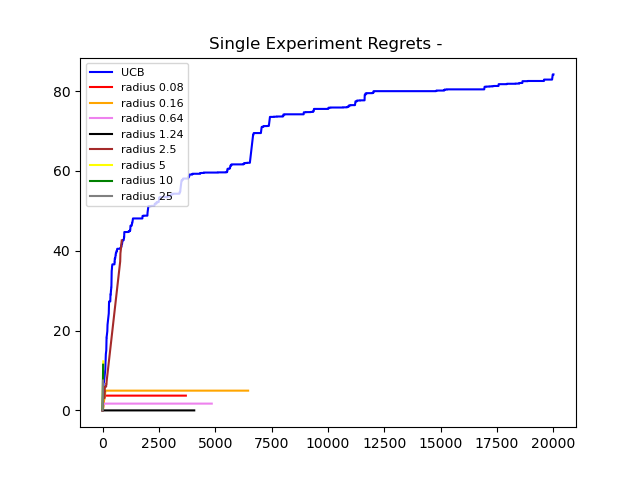 Single Experiment Regrets -
80
60
40
20
0
UCB
radius 0.08
radius 0.16
radius 0.64
radius 1.24
radius 2.5
radius 5
radius 10
radius 25
0 2500 5000 7500 10000 12500 15000 17500 20000